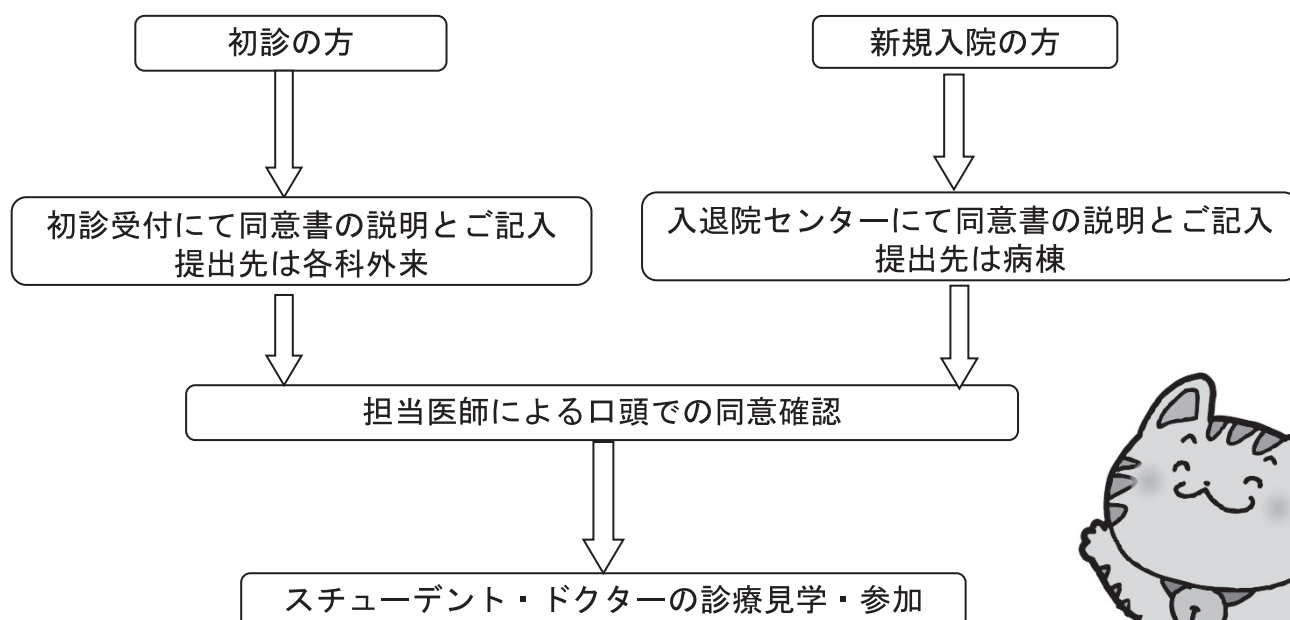 初診の方
新規入院の方
初診受付にて同意書の説明とご記入
提出先は各科外来
入退院センターにて同意書の説明とご記入
提出先は病棟
担当医師による口頭での同意確認
スチューデント・ドクターの診療見学・参加